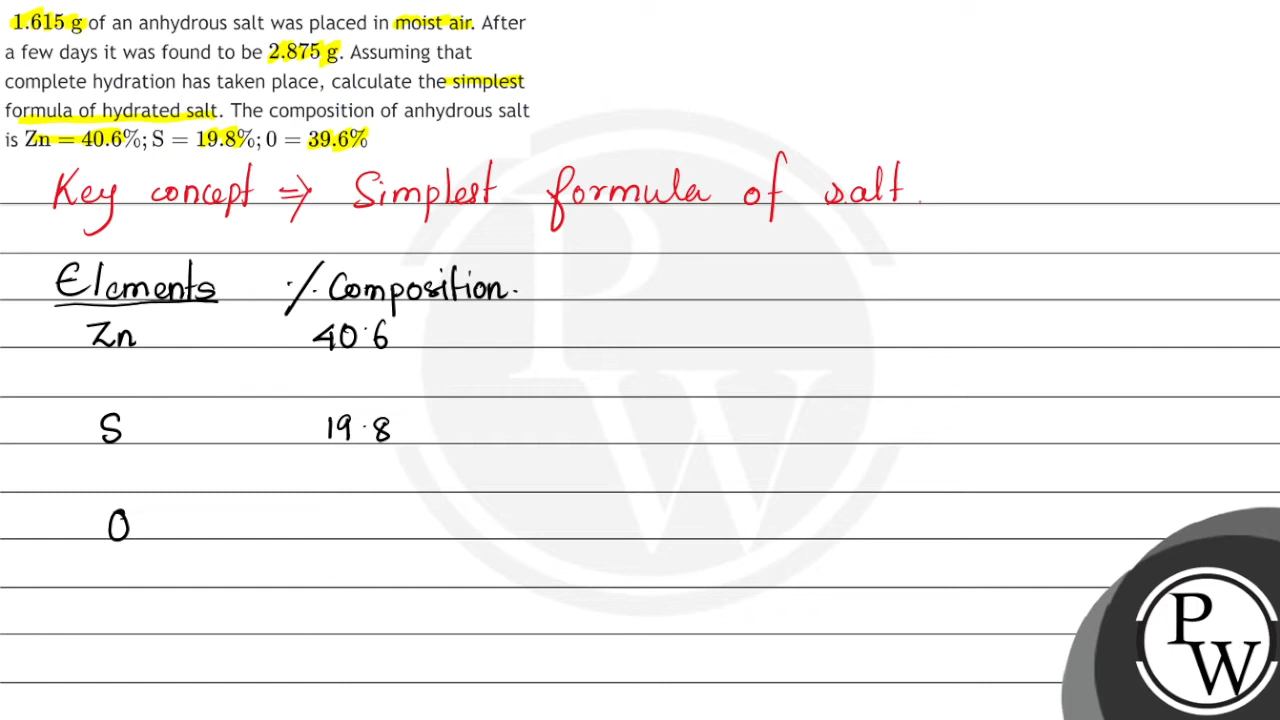 1.615 g of an anhydrous salt was placed in moist air. After
a few days it was found to be 2.875 g. Assuming that
complete hydration has taken place, calculate the simplest
formula of hydrated salt. The composition of anhydrous salt
is Zn = 40.6%; S = 19.8%; 0 = 39.6%
Key concept ⇒ Simplest formula of salt.
Elements % Composition.
Zn 40.6
S 19.8
O
PW
PW